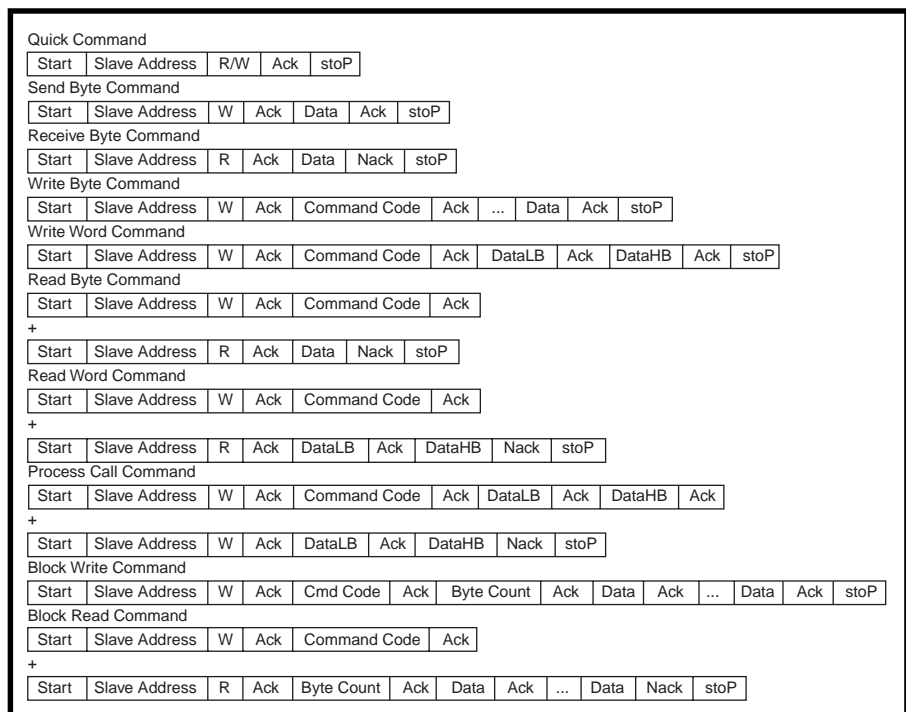 Quick Command
Start Slave Address R/W Ack stoP
Send Byte Command
Start Slave Address W Ack Data Ack stoP
Receive Byte Command
Start Slave Address R Ack Data Nack stoP
Write Byte Command
Start Slave Address W Ack Command Code Ack ... Data Ack stoP
Write Word Command
Start Slave Address W Ack Command Code Ack DataLB Ack DataHB Ack stoP
Read Byte Command
Start Slave Address W Ack Command Code Ack
+
Start Slave Address R Ack Data Nack stoP
Read Word Command
Start Slave Address W Ack Command Code Ack
+
Start Slave Address R Ack DataLB Ack DataHB Nack stoP
Process Call Command
Start Slave Address W Ack Command Code Ack DataLB Ack DataHB Ack
+
Start Slave Address W Ack DataLB Ack DataHB Nack stoP
Block Write Command
Start Slave Address W Ack Cmd Code Ack Byte Count Ack Data Ack ... Data Ack stoP
Block Read Command
Start Slave Address W Ack Command Code Ack
+
Start Slave Address R Ack Byte Count Ack Data Ack ... Data Nack stoP